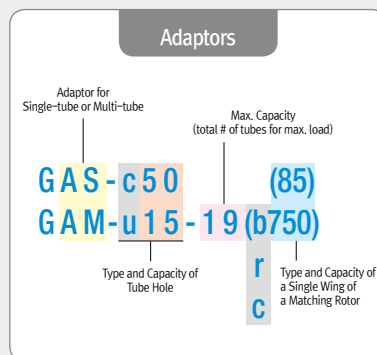 Adaptors
Adaptor for
Single-tube or Multi-tube
Max. Capacity
(total # of tubes for max. load)
GAS-c50 (85)
GAM-u15-19(b750)
r
c
Type and Capacity of
Tube Hole
Type and Capacity of
a Single Wing of
a Matching Rotor